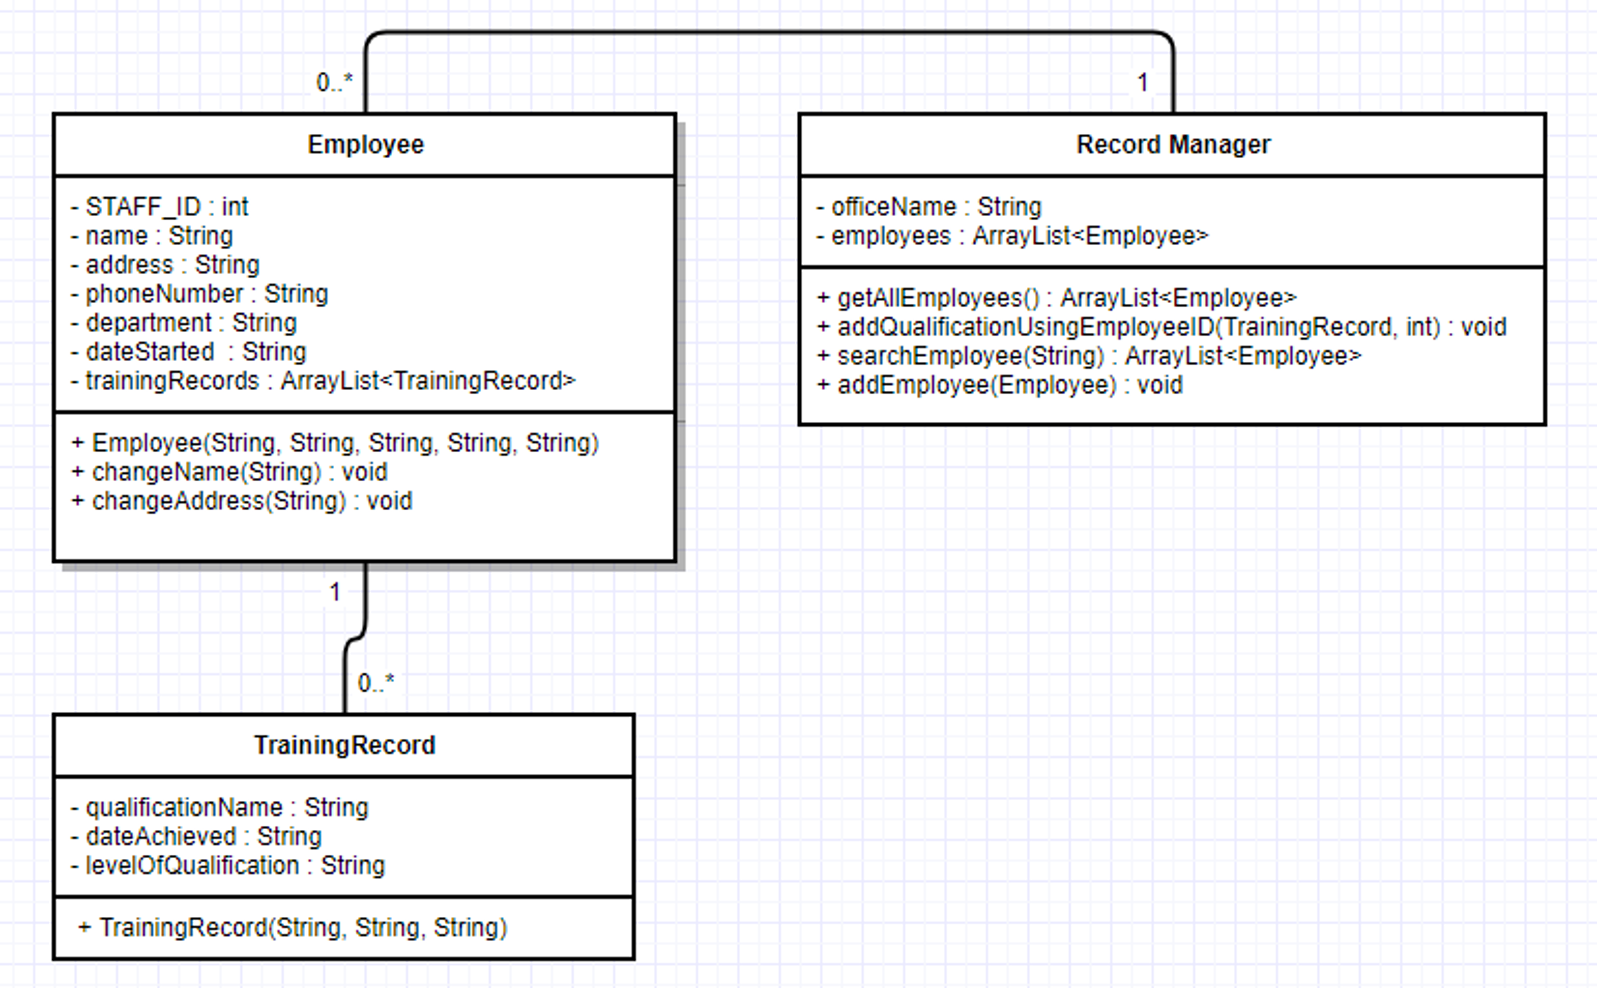 0..*
1
Employee
- STAFF_ID : int
- name : String
- address : String
- phoneNumber : String
- department : String
- dateStarted  : String
- trainingRecords : ArrayList<TrainingRecord>
+ Employee(String, String, String, String, String)
+ changeName(String) : void
+ changeAddress(String) : void
Record Manager
- officeName : String
- employees : ArrayList<Employee>
+ getAllEmployees() : ArrayList<Employee>
+ addQualificationUsingEmployeeID(TrainingRecord, int) : void
+ searchEmployee(String) : ArrayList<Employee>
+ addEmployee(Employee) : void
1
0..*
TrainingRecord
- qualificationName : String
- dateAchieved : String
- levelOfQualification : String
+ TrainingRecord(String, String, String)